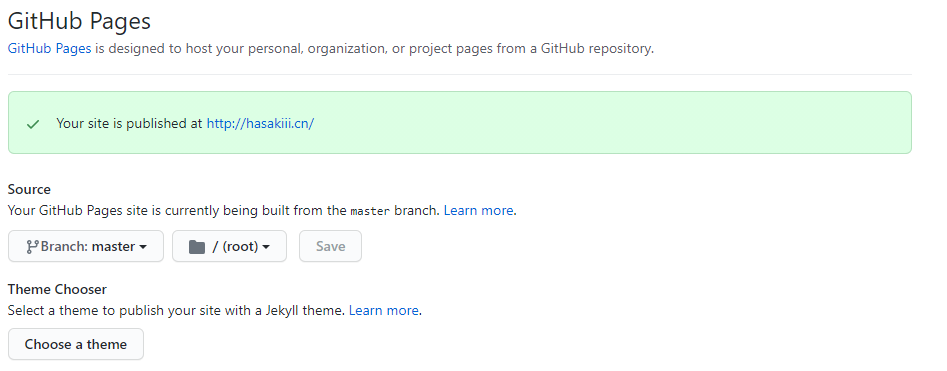 GitHub Pages
GitHub Pages is designed to host your personal, organization, or project pages from a GitHub repository.
Your site is published at http://hasakiii.cn/
Source
Your GitHub Pages site is currently being built from the master branch. Learn more.
Branch: master / (root) Save
Theme Chooser
Select a theme to publish your site with a Jekyll theme. Learn more.
Choose a theme